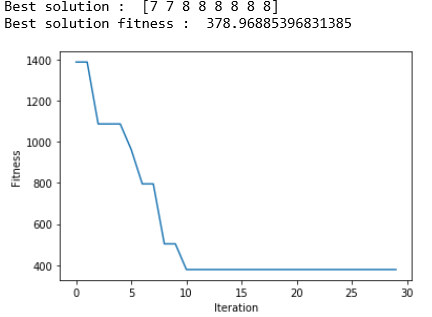 Best solution :  [7 7 8 8 8 8 8 8]
Best solution fitness :  378.96885396831385
1400
1200
1000
800
600
400
Fitness
0 5 10 15 20 25 30
Iteration